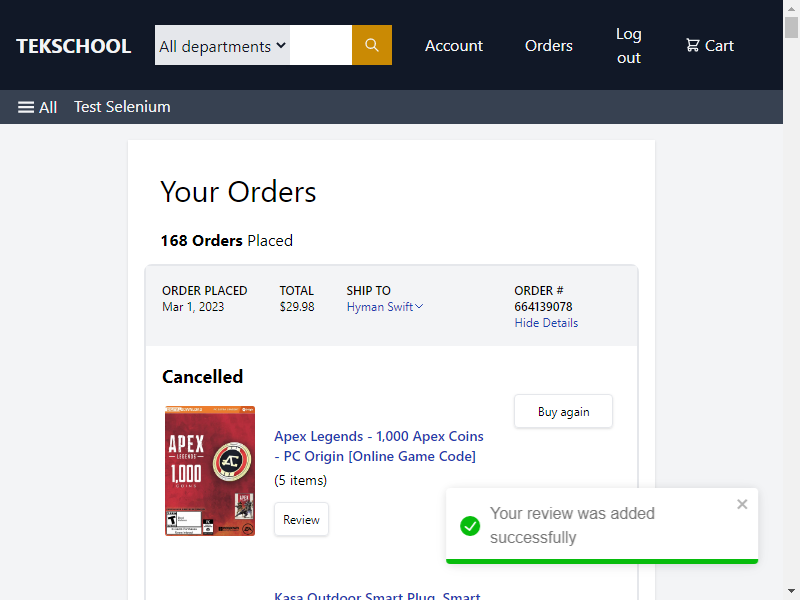 TEKSCHOOL
All departments
Account
Orders
Log out
Cart
All
Test Selenium
Your Orders
168 Orders Placed
ORDER PLACED
Mar 1, 2023
TOTAL
$29.98
SHIP TO
Hyman Swift
ORDER #
664139078
Hide Details
Cancelled
Buy again
APEX
LEGENDS
1,000
COINS
Apex Legends - 1,000 Apex Coins
- PC Origin [Online Game Code]
(5 items)
Review
Your review was added
successfully
Kasa Outdoor Smart Plug, Smart